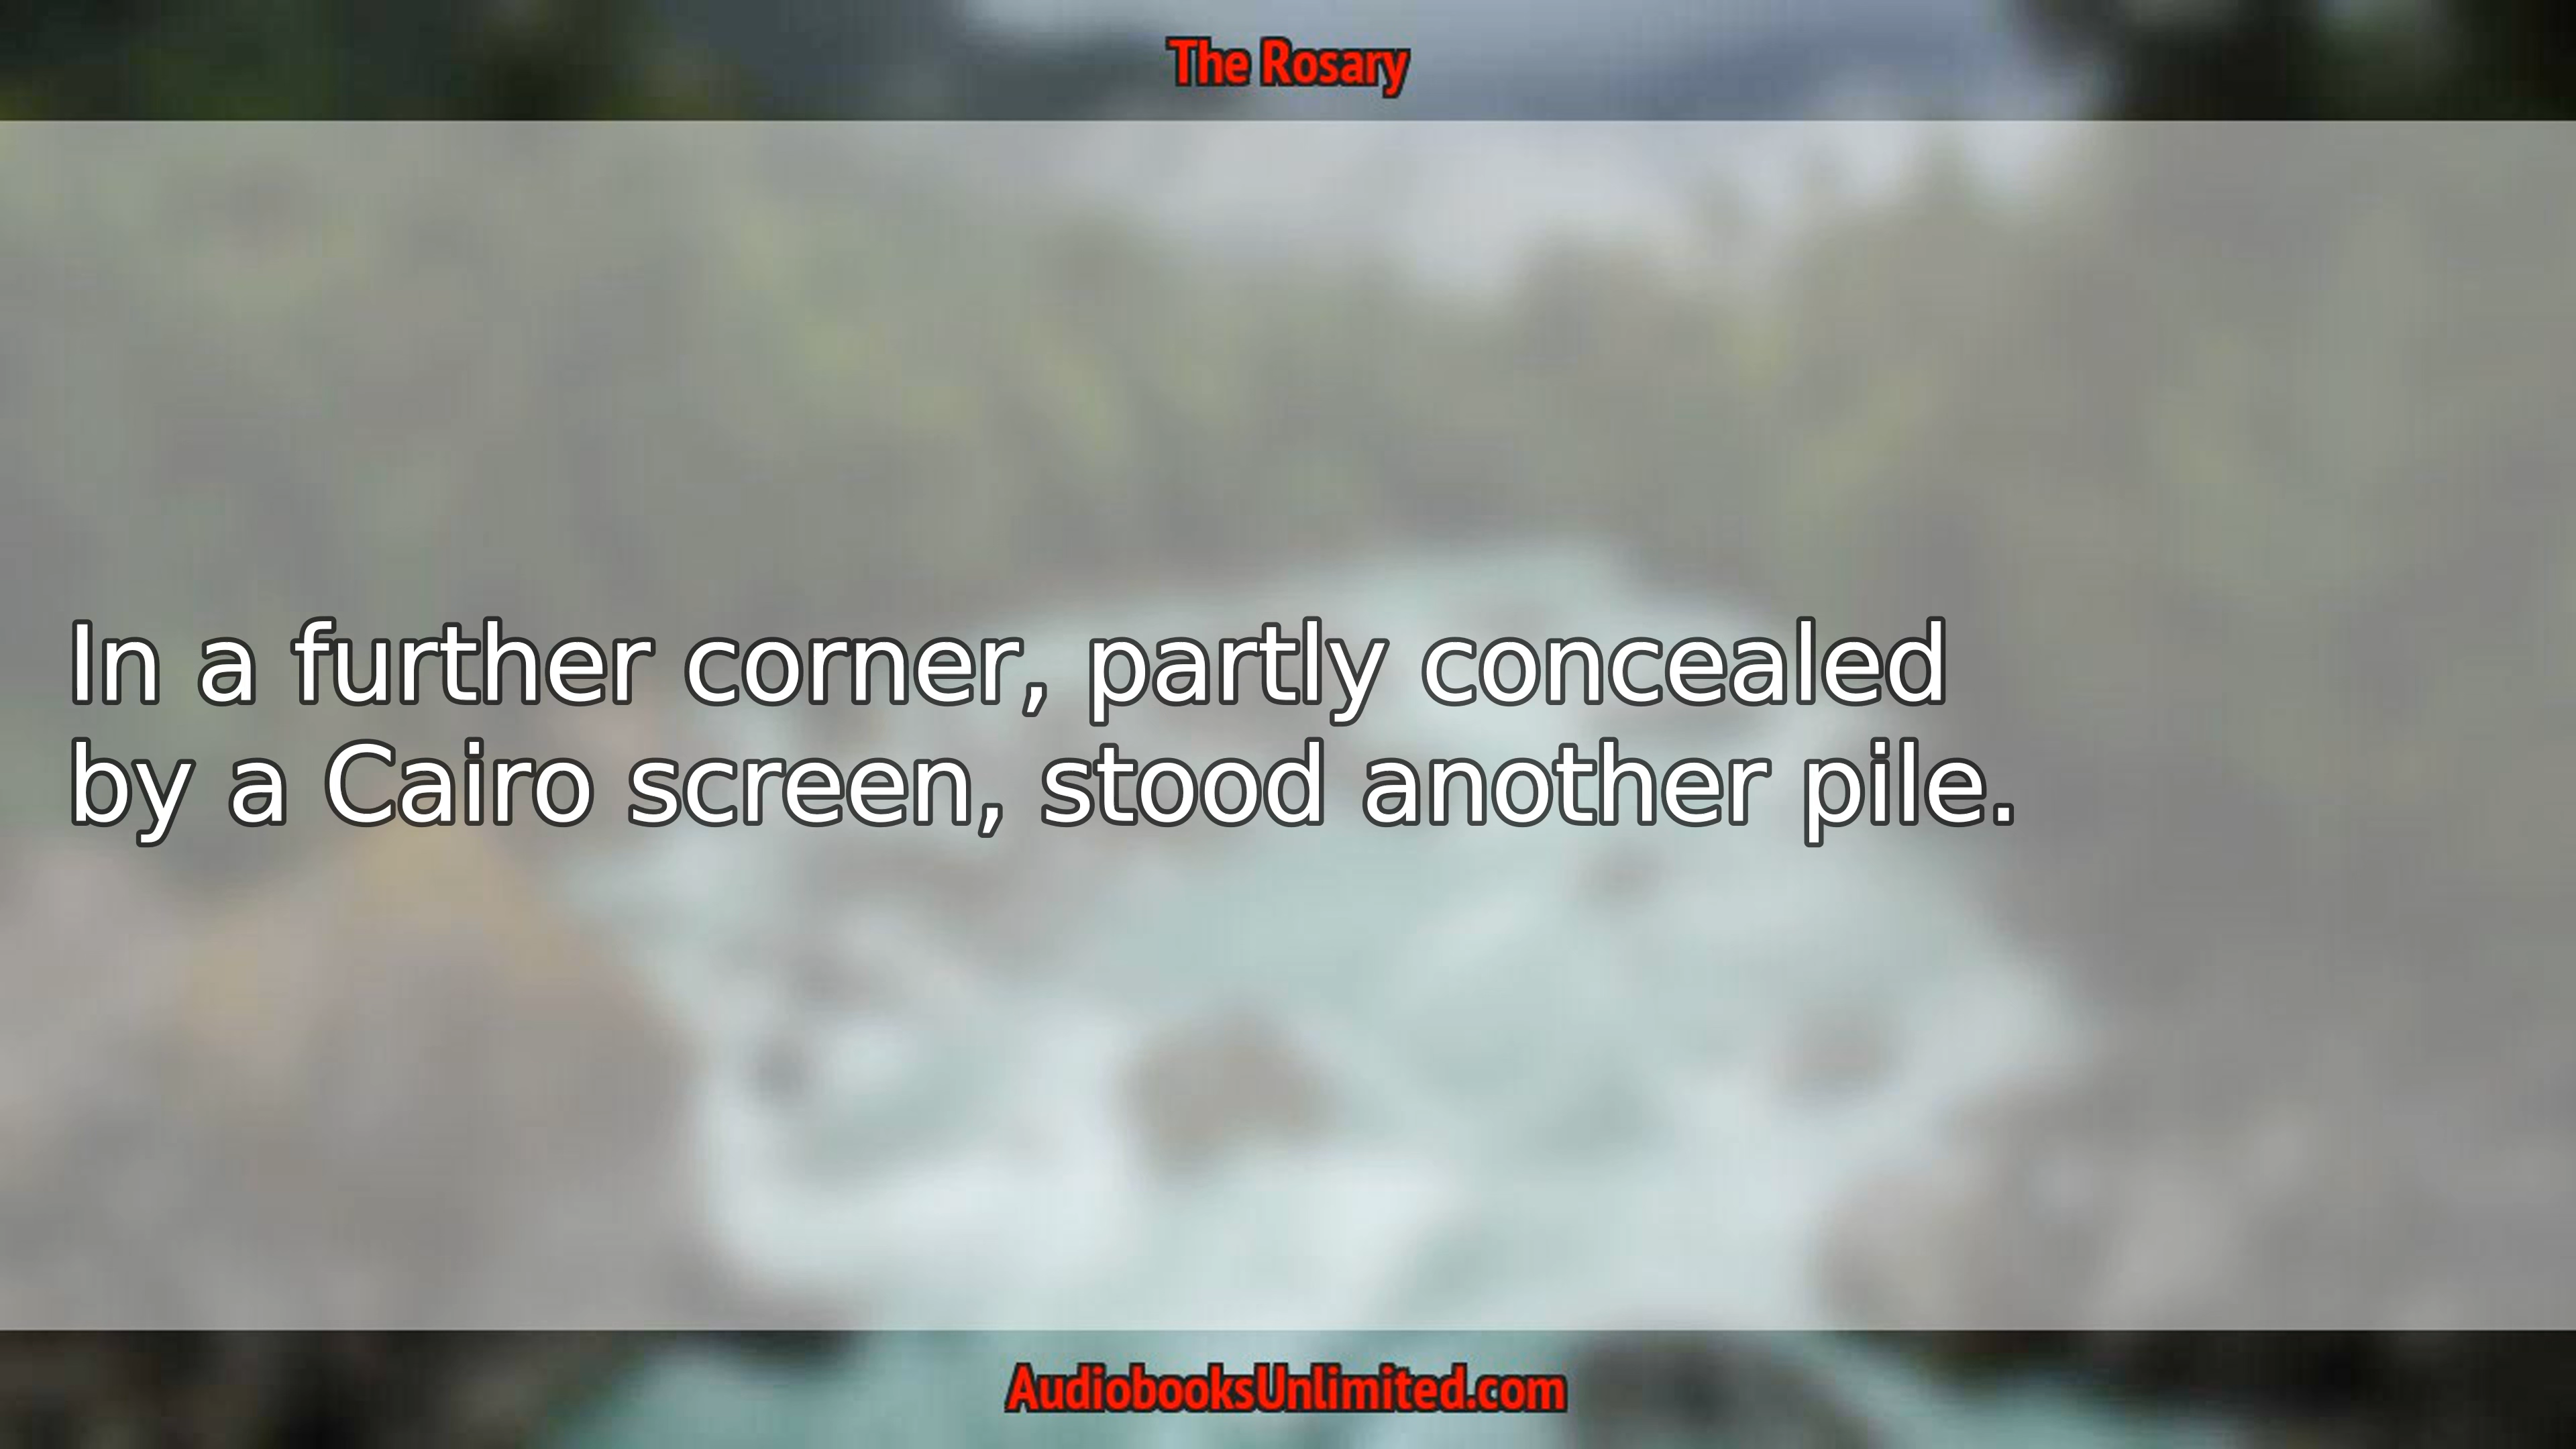 The Rosary
In a further corner, partly concealed
by a Cairo screen, stood another pile.
AudiobooksUnlimited.com